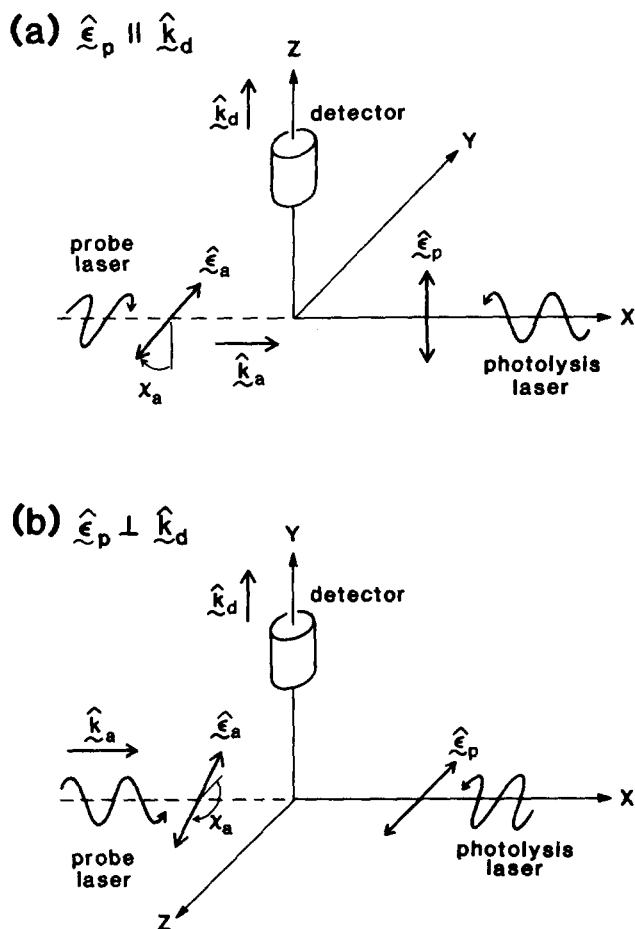 (a) ε̂p ∥ k̂d
Z
k̂d
detector
Y
probe
laser
ε̂a
ε̂p
X
k̂a
χa
photolysis
laser
(b) ε̂p ⊥ k̂d
Y
k̂d
detector
k̂a
ε̂a
ε̂p
χa
X
probe
laser
photolysis
laser
Z